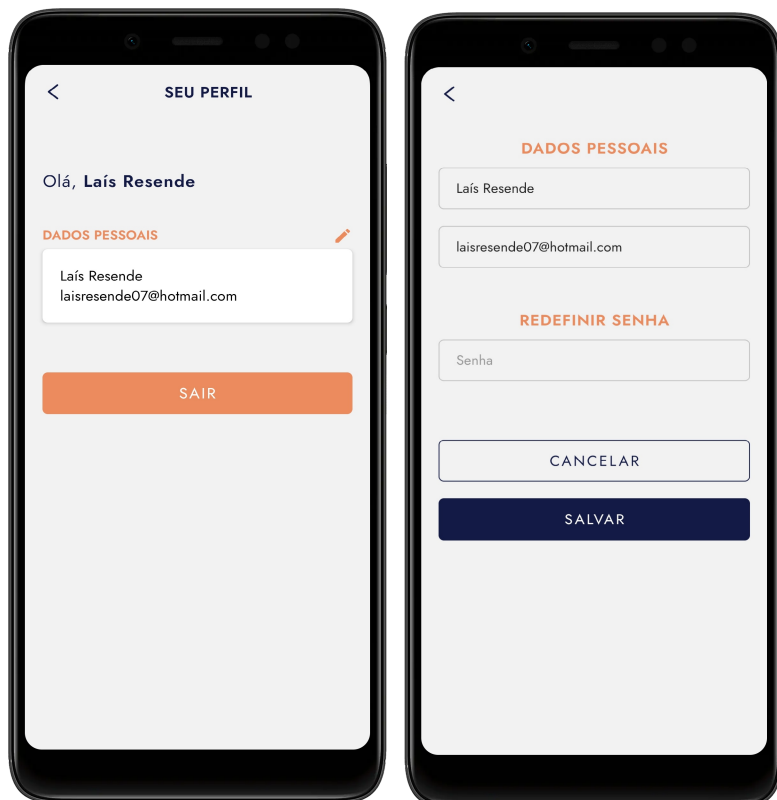 SEU PERFIL
Olá, Laís Resende
DADOS PESSOAIS
Laís Resende
laisresende07@hotmail.com
SAIR
DADOS PESSOAIS
Laís Resende
laisresende07@hotmail.com
REDEFINIR SENHA
Senha
CANCELAR
SALVAR